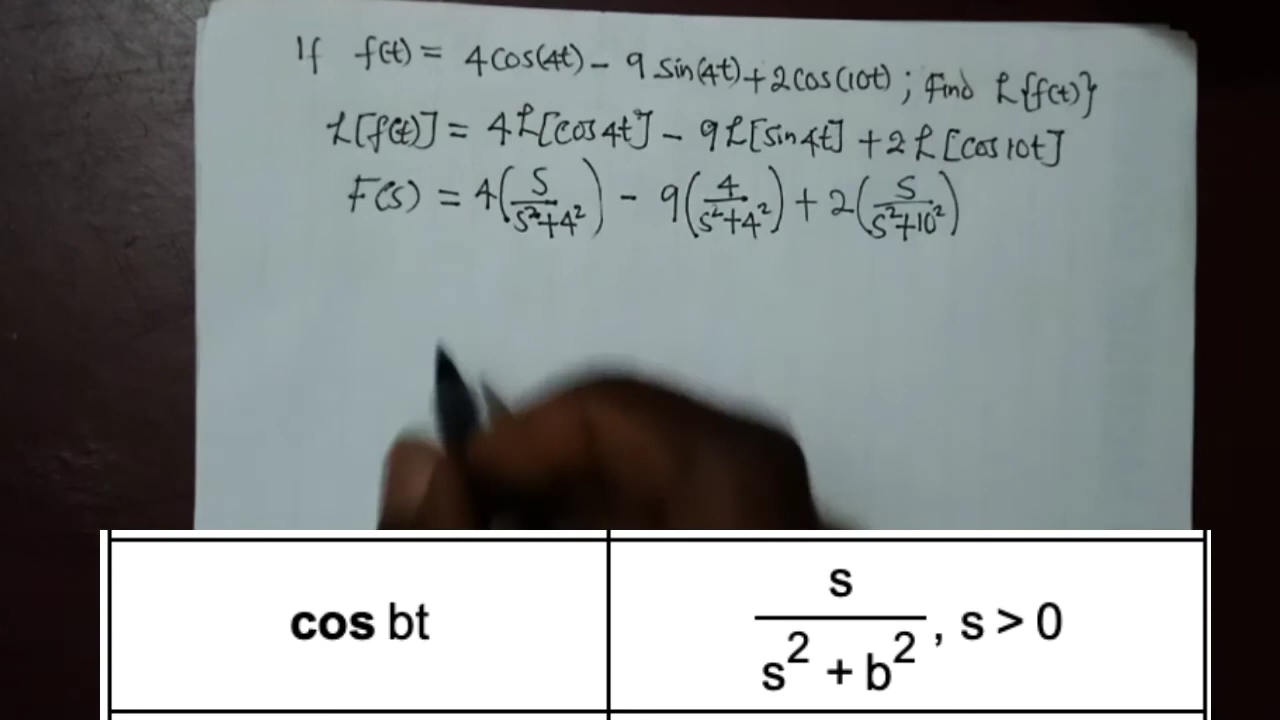 If f(t) = 4cos(4t) - 9 sin(4t) + 2cos(10t) ; Find ℒ{f(t)}
ℒ[f(t)] = 4ℒ[cos 4t] - 9ℒ[sin 4t] + 2ℒ[cos 10t]
F(s) = 4(s/(s²+4²)) - 9(4/(s²+4²)) + 2(s/(s²+10²))
cos bt
s/(s² + b²), s > 0